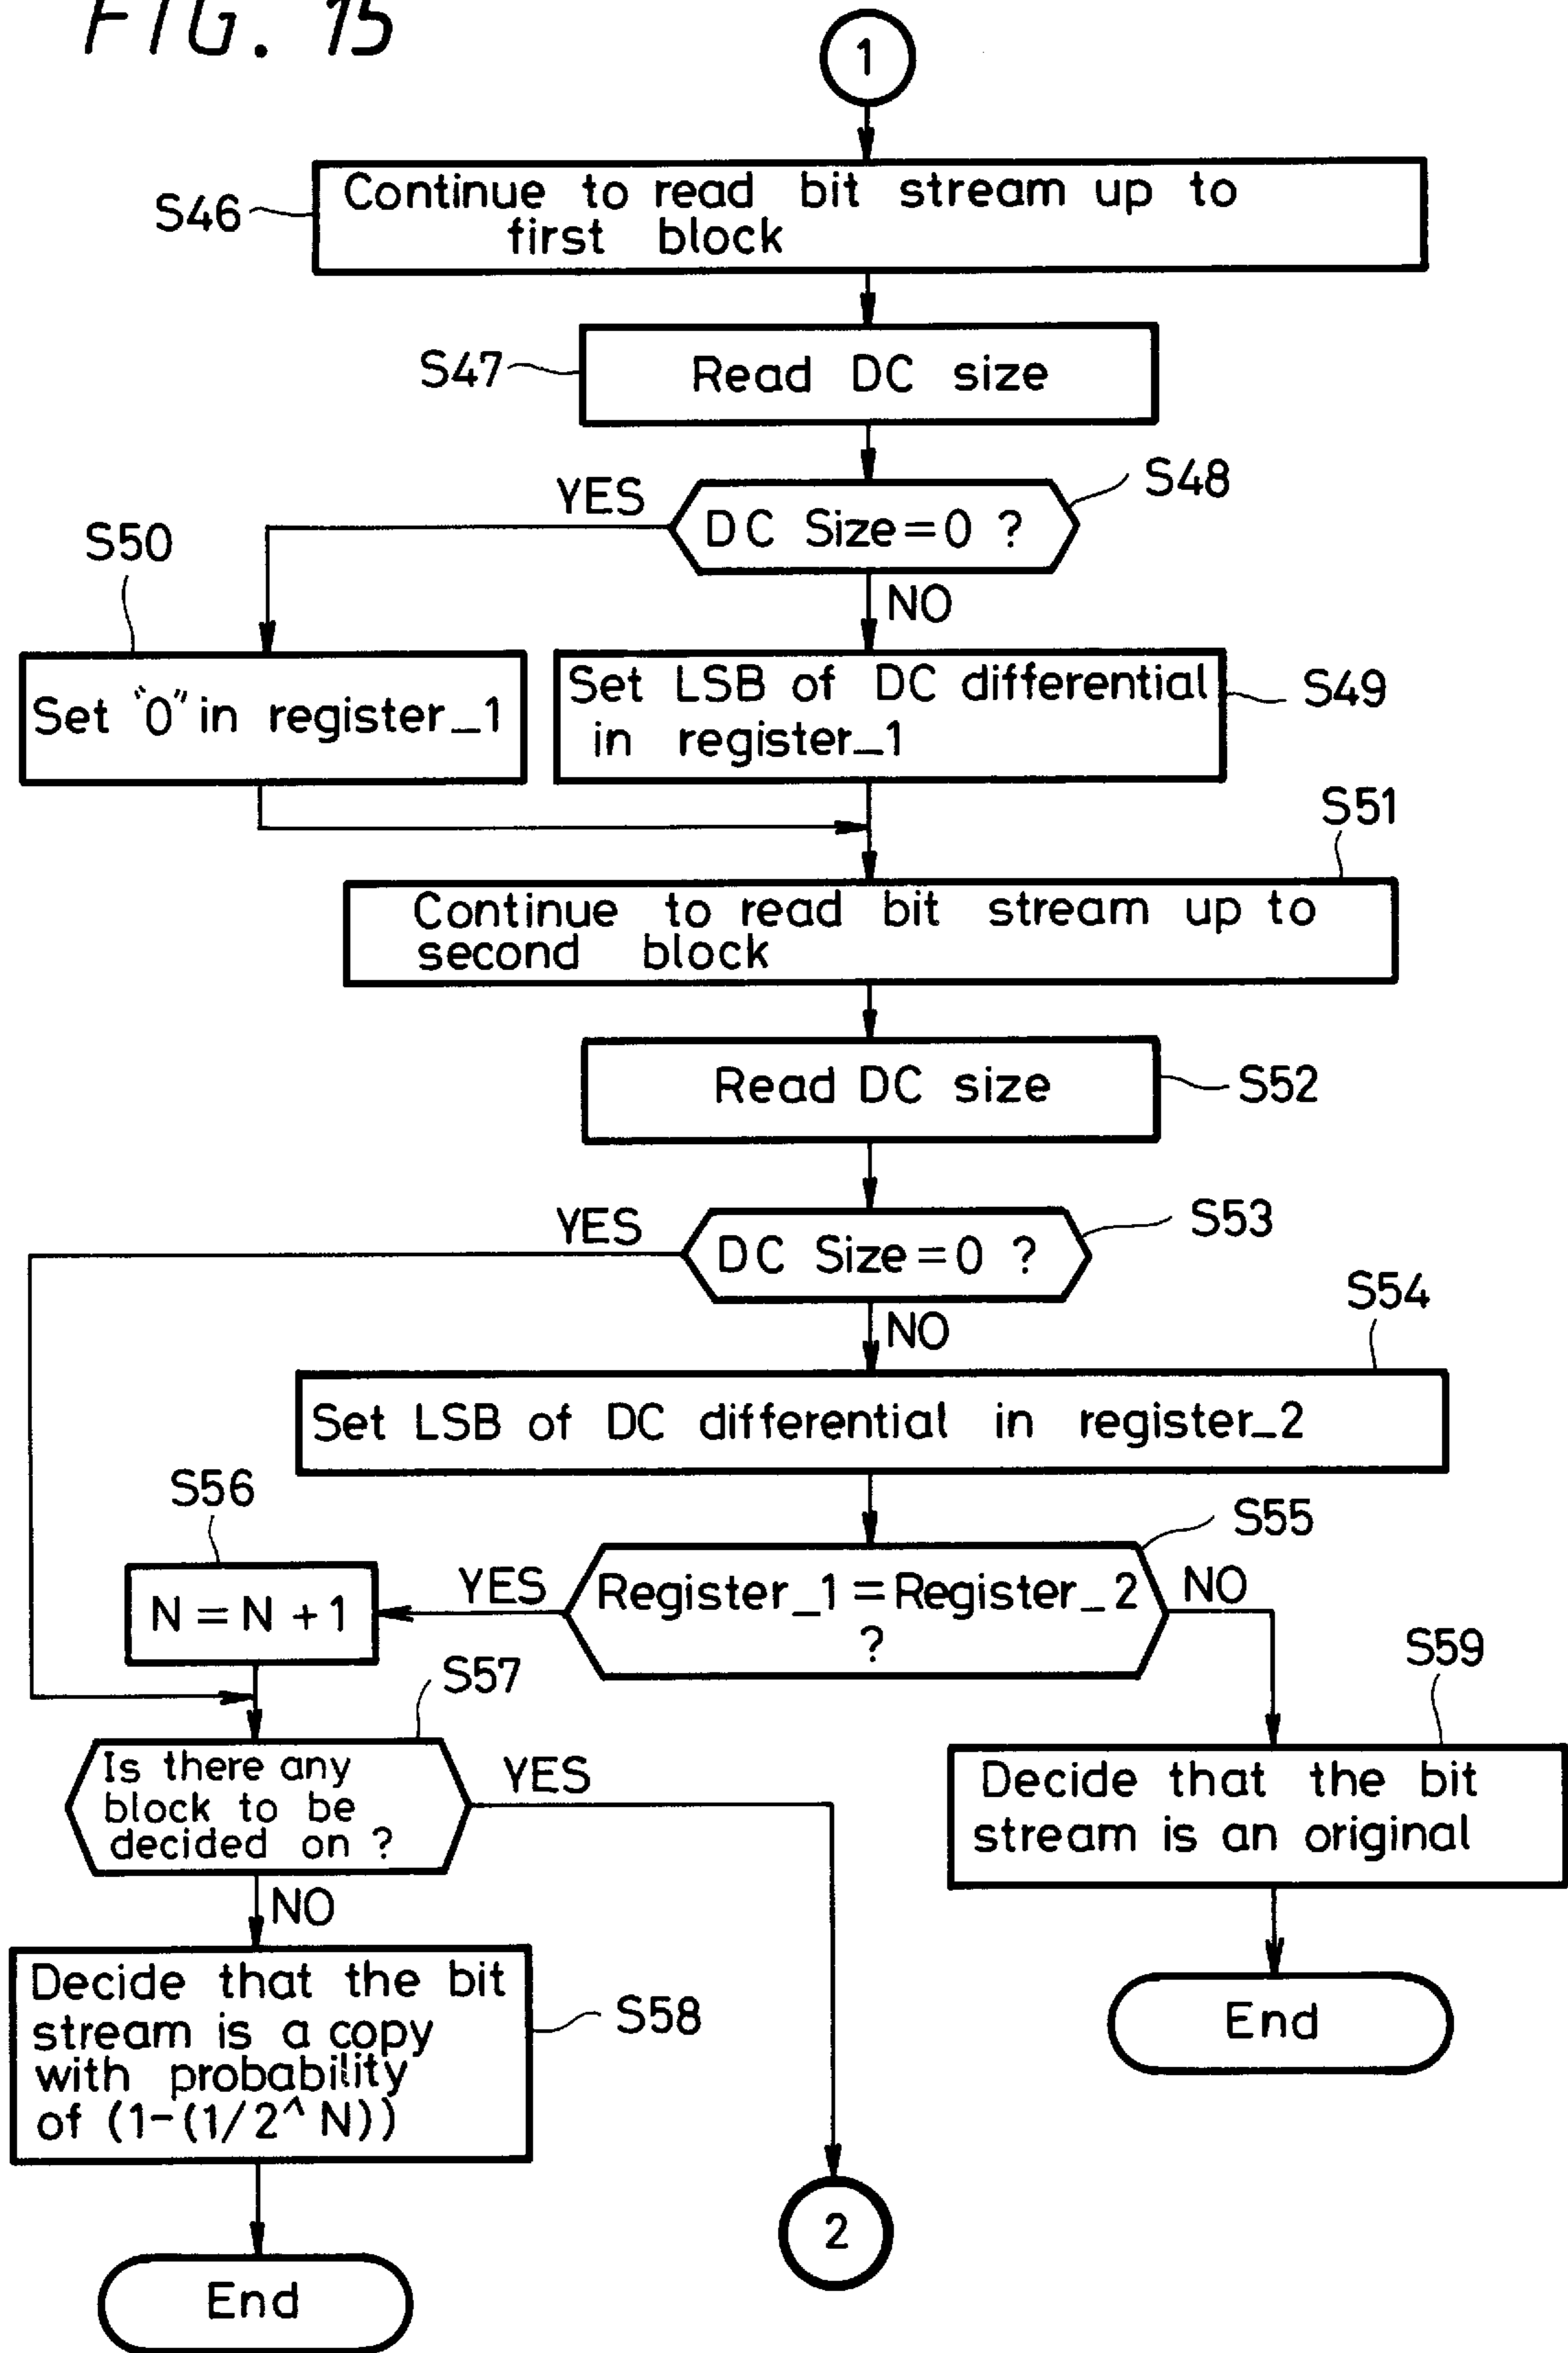 FIG. 15
1
S46
Continue to read bit stream up to
first block
S47
Read DC size
S48
YES
DC Size=0 ?
S50
NO
Set "0" in register_1
Set LSB of DC differential
in register_1
S49
S51
Continue to read bit stream up to
second block
Read DC size
S52
YES
S53
DC Size=0 ?
S54
NO
Set LSB of DC differential in register_2
S56
S55
N=N+1
YES
Register_1=Register_2
?
NO
S57
S59
Is there any
block to be
decided on ?
YES
Decide that the bit
stream is an original
NO
Decide that the bit
stream is a copy
with probability
of (1-(1/2^N))
S58
End
2
End